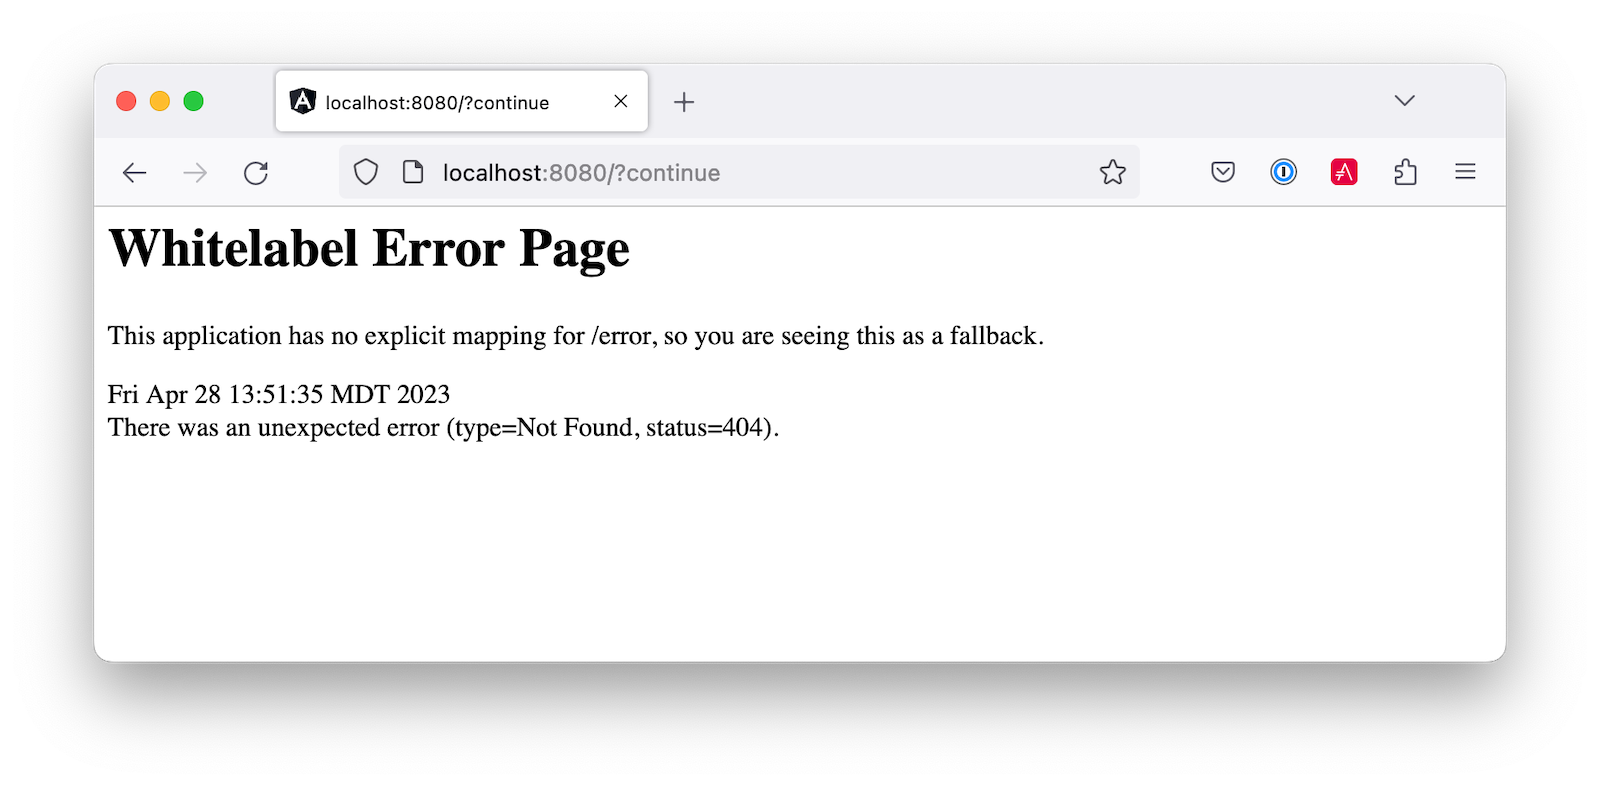 localhost:8080/?continue
localhost:8080/?continue
Whitelabel Error Page
This application has no explicit mapping for /error, so you are seeing this as a fallback.
Fri Apr 28 13:51:35 MDT 2023
There was an unexpected error (type=Not Found, status=404).